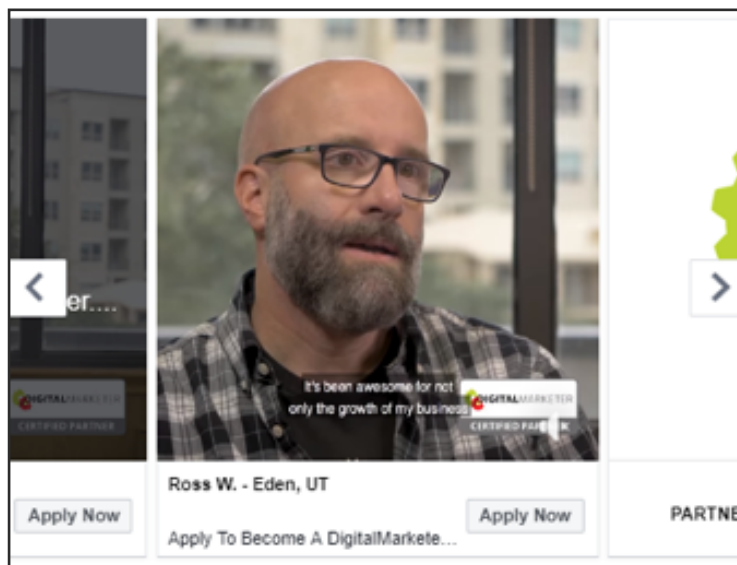 er....
It's been awesome for not
only the growth of my business
DIGITALMARKETER
CERTIFIED PARTNER
DIGITALMARKETER
CERTIFIED PAR
Ross W. - Eden, UT
Apply Now
Apply Now
PARTNE
Apply To Become A DigitalMarkete...